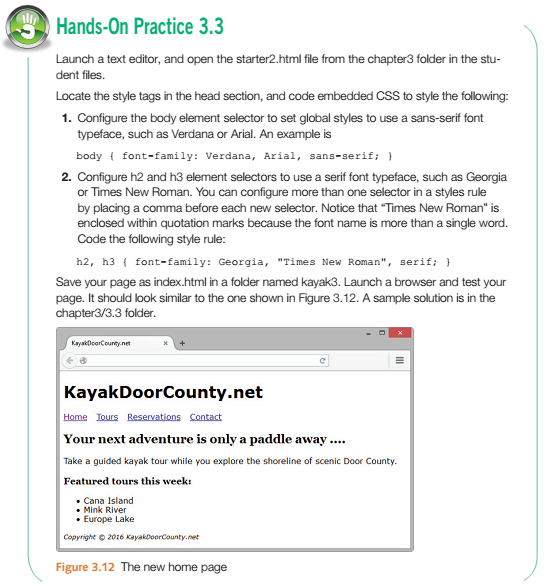 Hands-On Practice 3.3
Launch a text editor, and open the starter2.html file from the chapter3 folder in the stu-
dent files.
Locate the style tags in the head section, and code embedded CSS to style the following:
1. Configure the body element selector to set global styles to use a sans-serif font
typeface, such as Verdana or Arial. An example is
body { font-family: Verdana, Arial, sans-serif; }
2. Configure h2 and h3 element selectors to use a serif font typeface, such as Georgia
or Times New Roman. You can configure more than one selector in a styles rule
by placing a comma before each new selector. Notice that “Times New Roman” is
enclosed within quotation marks because the font name is more than a single word.
Code the following style rule:
h2, h3 { font-family: Georgia, "Times New Roman", serif; }
Save your page as index.html in a folder named kayak3. Launch a browser and test your
page. It should look similar to the one shown in Figure 3.12. A sample solution is in the
chapter3/3.3 folder.
KayakDoorCounty.net
KayakDoorCounty.net
Home Tours Reservations Contact
Your next adventure is only a paddle away ....
Take a guided kayak tour while you explore the shoreline of scenic Door County.
Featured tours this week:
• Cana Island
• Mink River
• Europe Lake
Copyright © 2016 KayakDoorCounty.net
Figure 3.12 The new home page